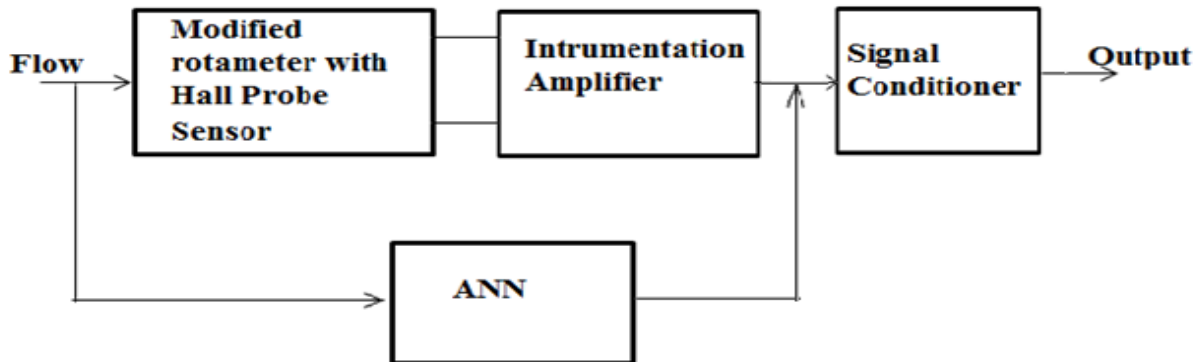 Flow
Modified
rotameter with
Hall Probe
Sensor
Intrumentation
Amplifier
Signal
Conditioner
Output
ANN